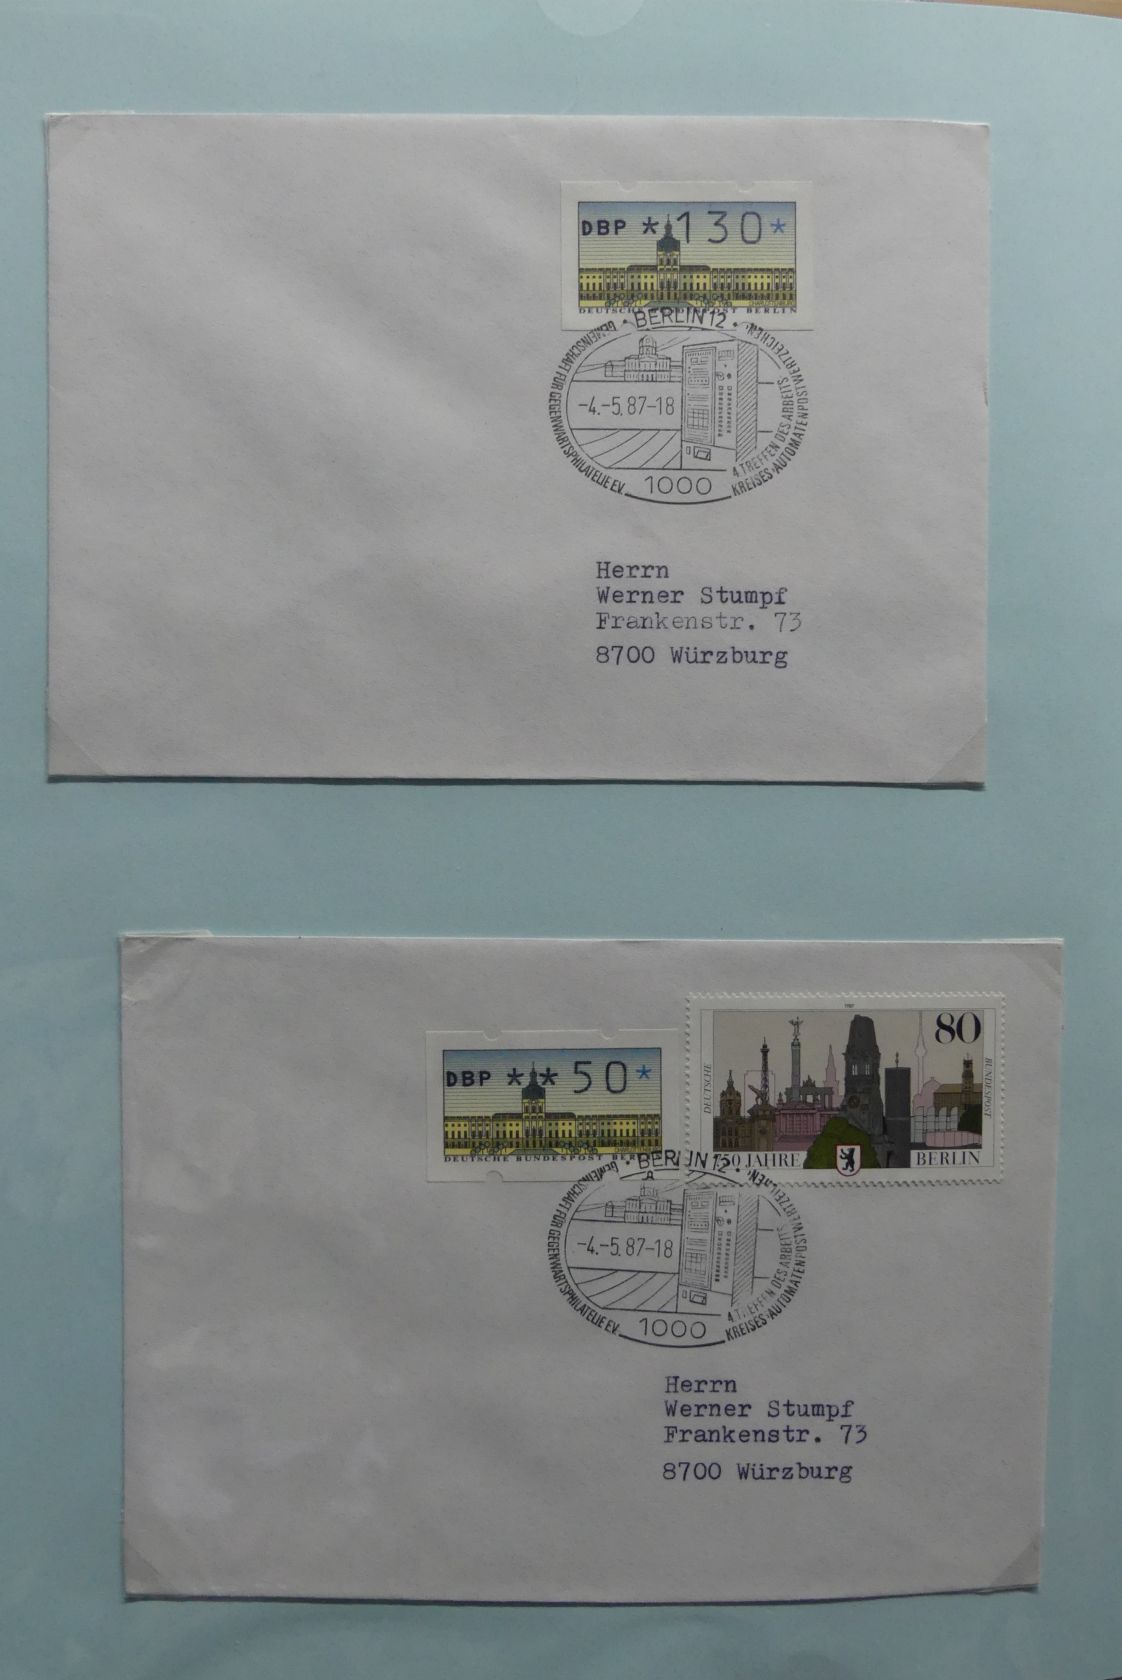 DBP *130*
CHARLOTTENBURG
DEUTSCHE BUNDESPOST BERLIN
• BERLIN 12 •
GEMEINSCHAFT FÜR GEGENWARTSPHILATELIE E.V.
4. TREFFEN DES ARBEITS-
KREISES "AUTOMATENPOSTWERTZEICHEN"
-4.-5.87-18
1000
Herrn
Werner Stumpf
Frankenstr. 73
8700 Würzburg
DBP **50*
DEUTSCHE BUNDESPOST BERLIN
1987
80
DEUTSCHE
BUNDESPOST
750 JAHRE
BERLIN
• BERLIN 12 •
GEMEINSCHAFT FÜR GEGENWARTSPHILATELIE E.V.
4. TREFFEN DES ARBEITS-
KREISES "AUTOMATENPOSTWERTZEICHEN"
-4.-5.87-18
1000
Herrn
Werner Stumpf
Frankenstr. 73
8700 Würzburg